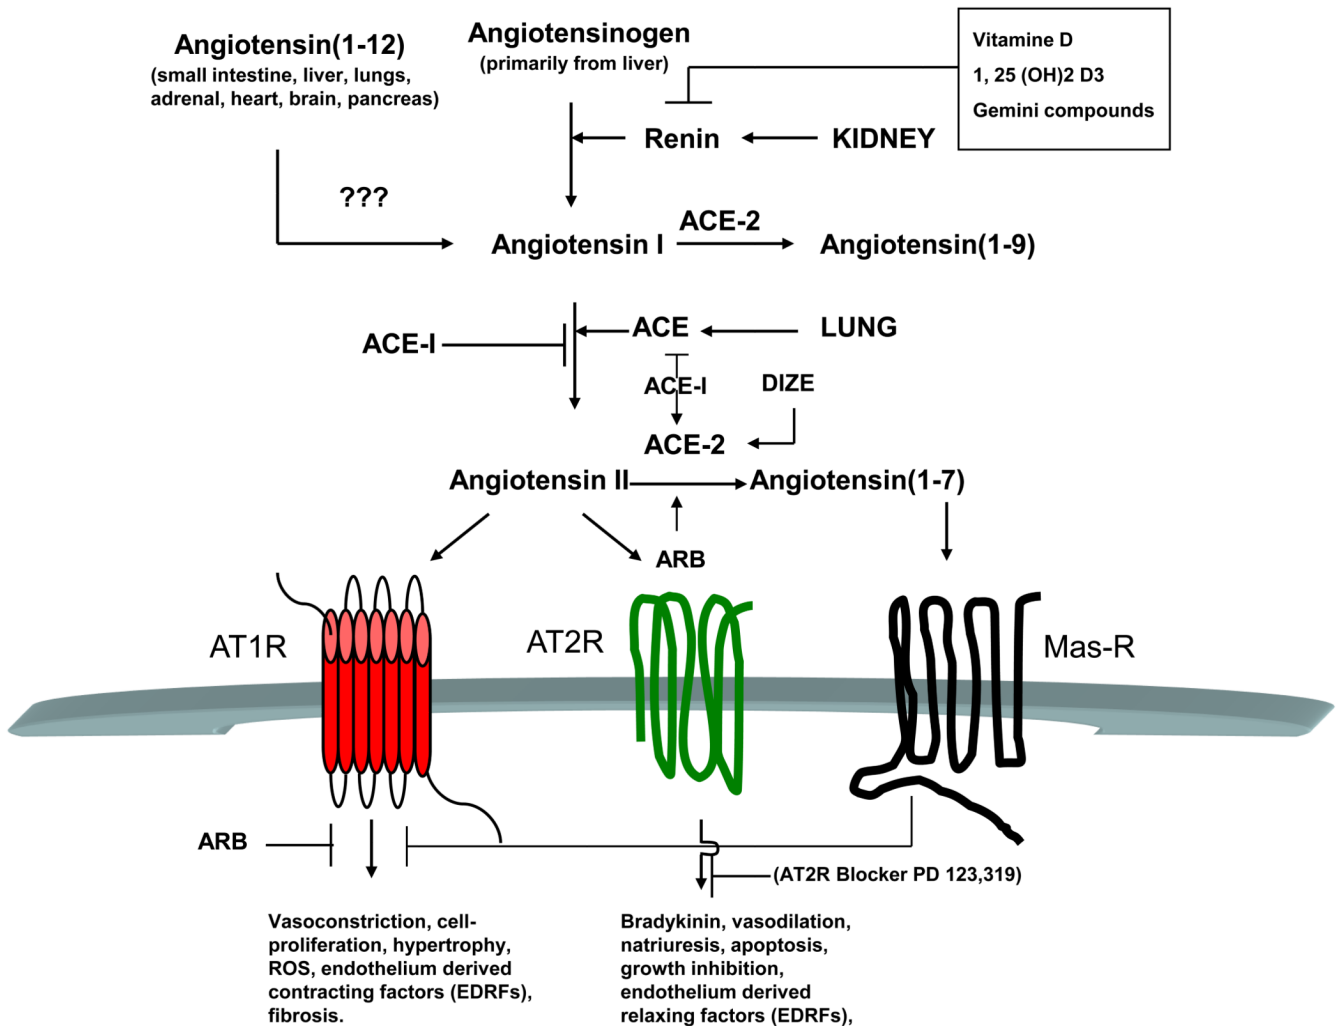 Angiotensin(1-12)
(small intestine, liver, lungs,
adrenal, heart, brain, pancreas)
Angiotensinogen
(primarily from liver)
Vitamine D
1, 25 (OH)2 D3
Gemini compounds
Renin
KIDNEY
???
Angiotensin I
ACE-2
Angiotensin(1-9)
ACE-I
ACE
LUNG
ACE-I
DIZE
ACE-2
Angiotensin II
Angiotensin(1-7)
ARB
AT1R
AT2R
Mas-R
ARB
(AT2R Blocker PD 123,319)
Vasoconstriction, cell-
proliferation, hypertrophy,
ROS, endothelium derived
contracting factors (EDRFs),
fibrosis.
Bradykinin, vasodilation,
natriuresis, apoptosis,
growth inhibition,
endothelium derived
relaxing factors (EDRFs),